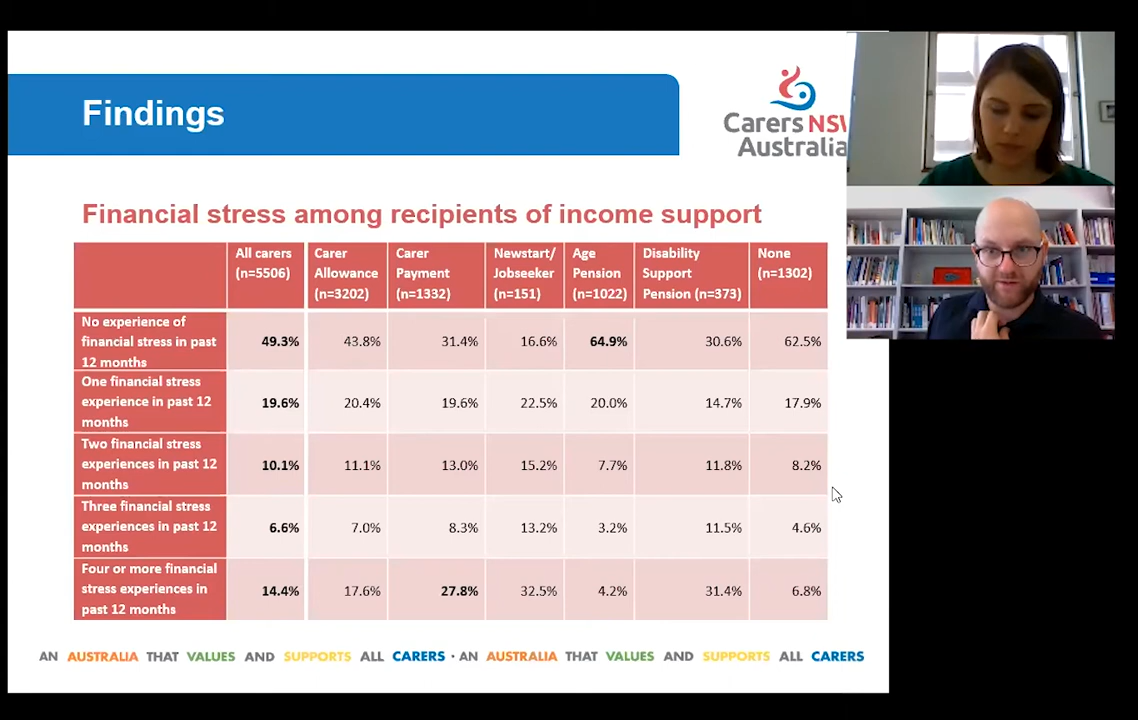 Findings
Carers NSW
Australia
Financial stress among recipients of income support
All carers
(n=5506)
Carer
Allowance
(n=3202)
Carer
Payment
(n=1332)
Newstart/
Jobseeker
(n=151)
Age
Pension
(n=1022)
Disability
Support
Pension (n=373)
None
(n=1302)
No experience of
financial stress in past
12 months
49.3% 43.8% 31.4% 16.6% 64.9% 30.6% 62.5%
One financial stress
experience in past 12
months
19.6% 20.4% 19.6% 22.5% 20.0% 14.7% 17.9%
Two financial stress
experiences in past 12
months
10.1% 11.1% 13.0% 15.2% 7.7% 11.8% 8.2%
Three financial stress
experiences in past 12
months
6.6% 7.0% 8.3% 13.2% 3.2% 11.5% 4.6%
Four or more financial
stress experiences in
past 12 months
14.4% 17.6% 27.8% 32.5% 4.2% 31.4% 6.8%
AN AUSTRALIA THAT VALUES AND SUPPORTS ALL CARERS · AN AUSTRALIA THAT VALUES AND SUPPORTS ALL CARERS